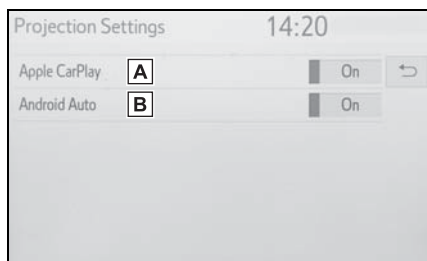 Projection Settings 14:20
Apple CarPlay A On
Android Auto B On